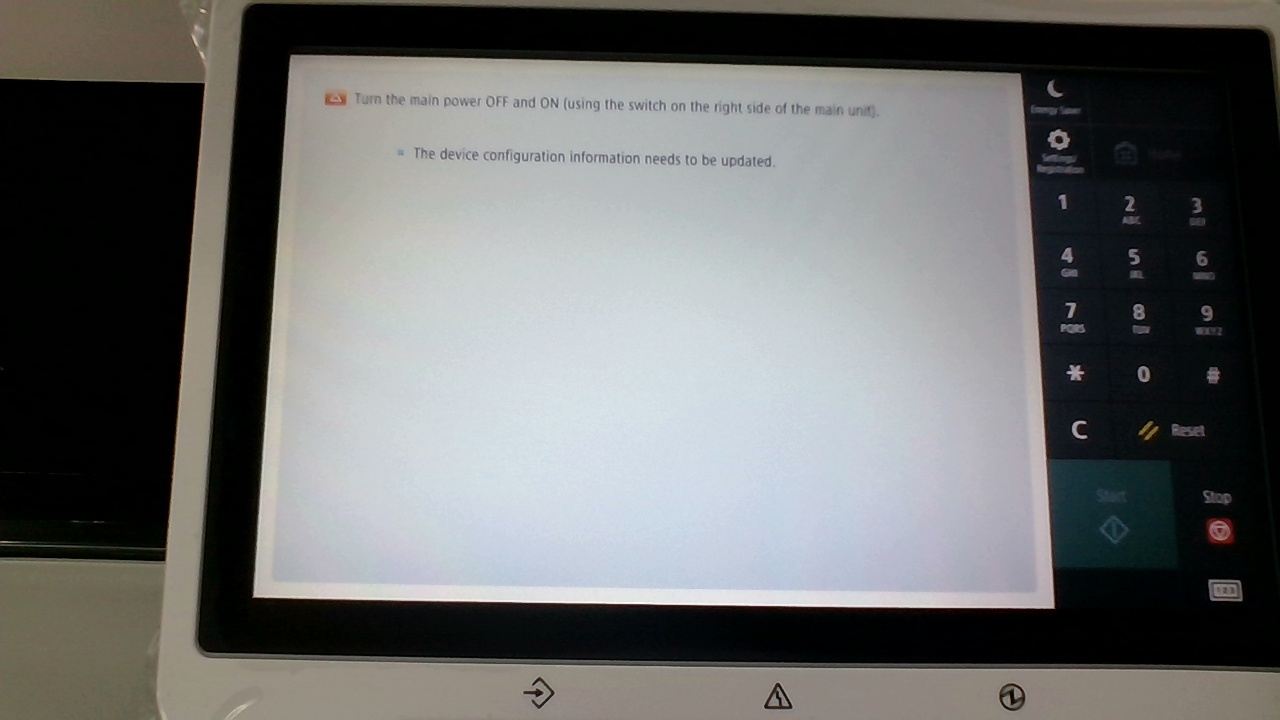 Turn the main power OFF and ON (using the switch on the right side of the main unit).
The device configuration information needs to be updated.
Energy Saver
Settings/
Registration
1
2
ABC
3
DEF
4
GHI
5
JKL
6
MNO
7
PQRS
8
TUV
9
WXYZ
*
0
#
C
Reset
Start
Stop
123